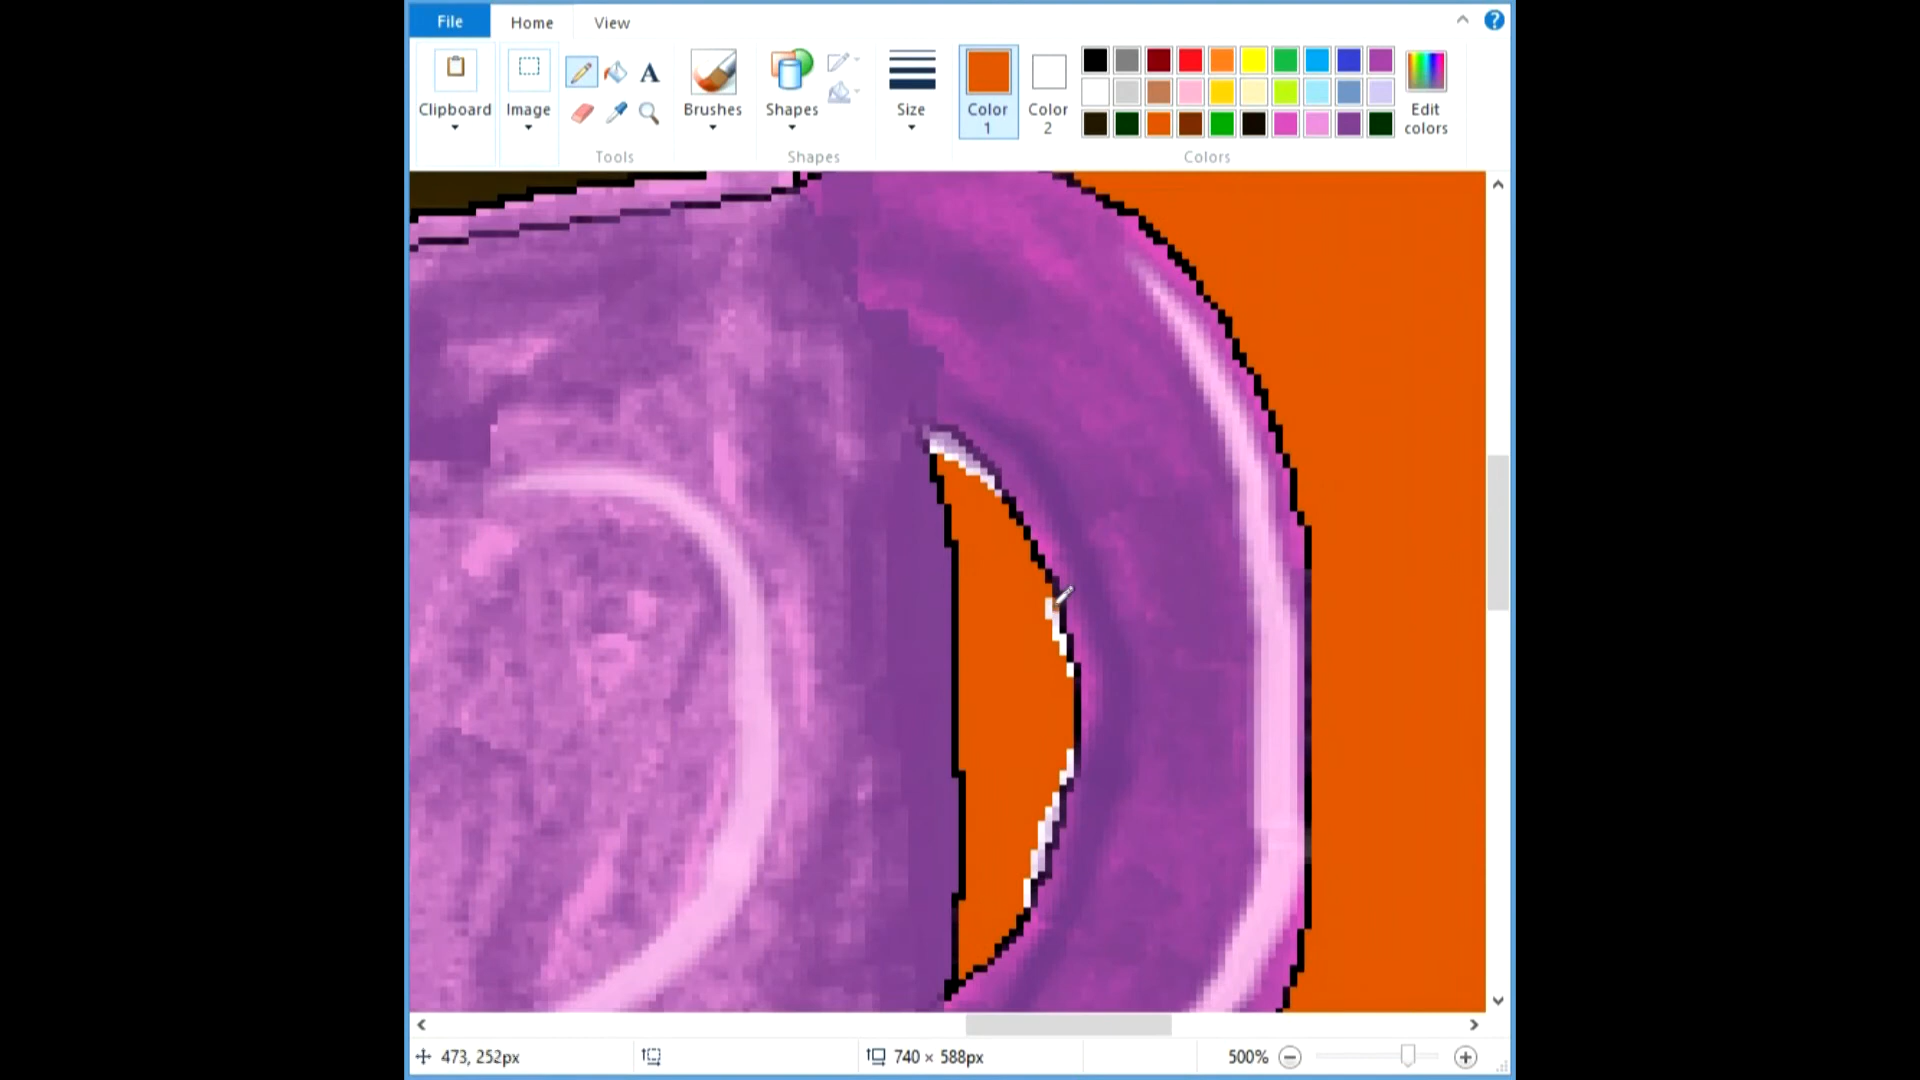 File
Home
View
?
Clipboard
Image
A
Tools
Brushes
Shapes
Shapes
Size
Color
1
Color
2
Edit
colors
Colors
473, 252px
740 × 588px
500%